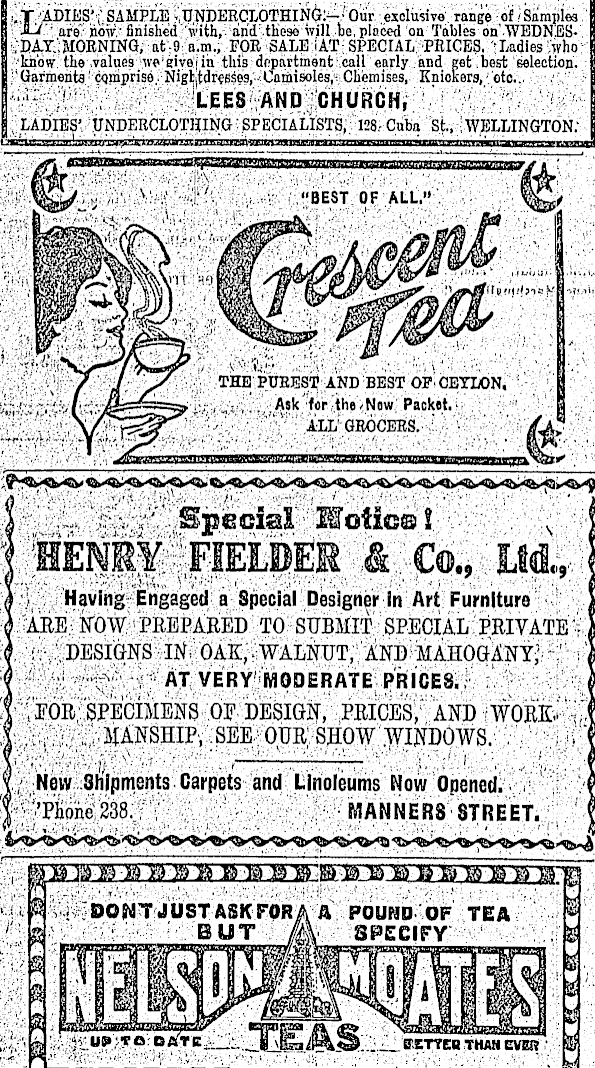 LADIES' SAMPLE UNDERCLOTHING.—Our exclusive range of Samples
are now finished with, and these will be placed on Tables on WEDNES-
DAY MORNING, at 9 a.m., FOR SALE AT SPECIAL PRICES. Ladies who
know the values we give in this department call early and get best selection.
Garments comprise Nightdresses, Camisoles, Chemises, Knickers, etc.
LEES AND CHURCH,
LADIES' UNDERCLOTHING SPECIALISTS, 128 Cuba St., WELLINGTON.
"BEST OF ALL."
Crescent
Tea
THE PUREST AND BEST OF CEYLON.
Ask for the New Packet.
ALL GROCERS.
Special Notice!
HENRY FIELDER & Co., Ltd.,
Having Engaged a Special Designer in Art Furniture
ARE NOW PREPARED TO SUBMIT SPECIAL PRIVATE
DESIGNS IN OAK, WALNUT, AND MAHOGANY,
AT VERY MODERATE PRICES.
FOR SPECIMENS OF DESIGN, PRICES, AND WORK-
MANSHIP, SEE OUR SHOW WINDOWS.
New Shipments Carpets and Linoleums Now Opened.
'Phone 238. MANNERS STREET.
DON'T JUST ASK FOR A POUND OF TEA
BUT SPECIFY
NELSON MOATES
TEAS
UP TO DATE BETTER THAN EVER